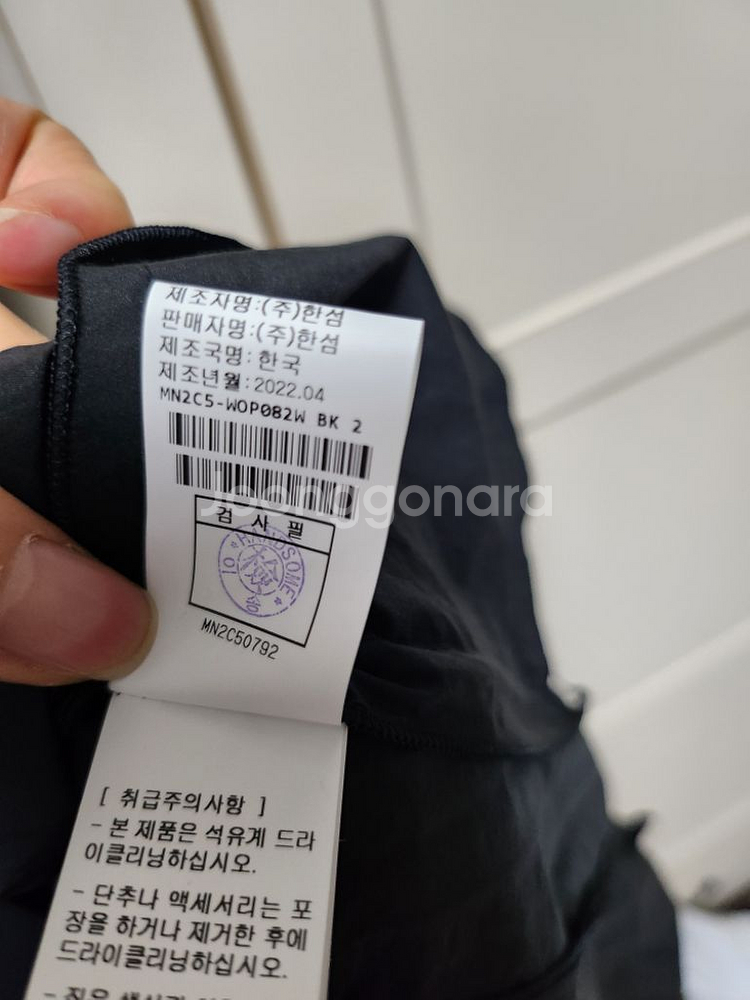 제조자명:(주)한섬
판매자명:(주)한섬
제조국명: 한국
제조년월:2022.04
MN2C5-WOP082W BK 2
Joonggonara
검 사 필
HANDSOME
MN2C50792
[ 취급주의사항 ]
- 본 제품은 석유계 드라
이클리닝하십시오.
- 단추나 액세서리는 포
장을 하거나 제거한 후에
드라이클리닝하십시오.